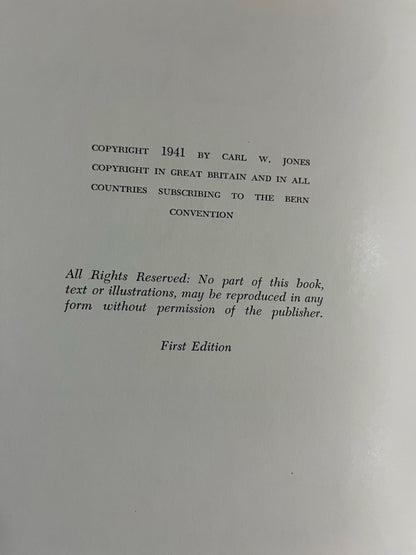 COPYRIGHT 1941 BY CARL W. JONES
COPYRIGHT IN GREAT BRITAIN AND IN ALL
COUNTRIES SUBSCRIBING TO THE BERN
CONVENTION
All Rights Reserved: No part of this book,
text or illustrations, may be reproduced in any
form without permission of the publisher.
First Edition